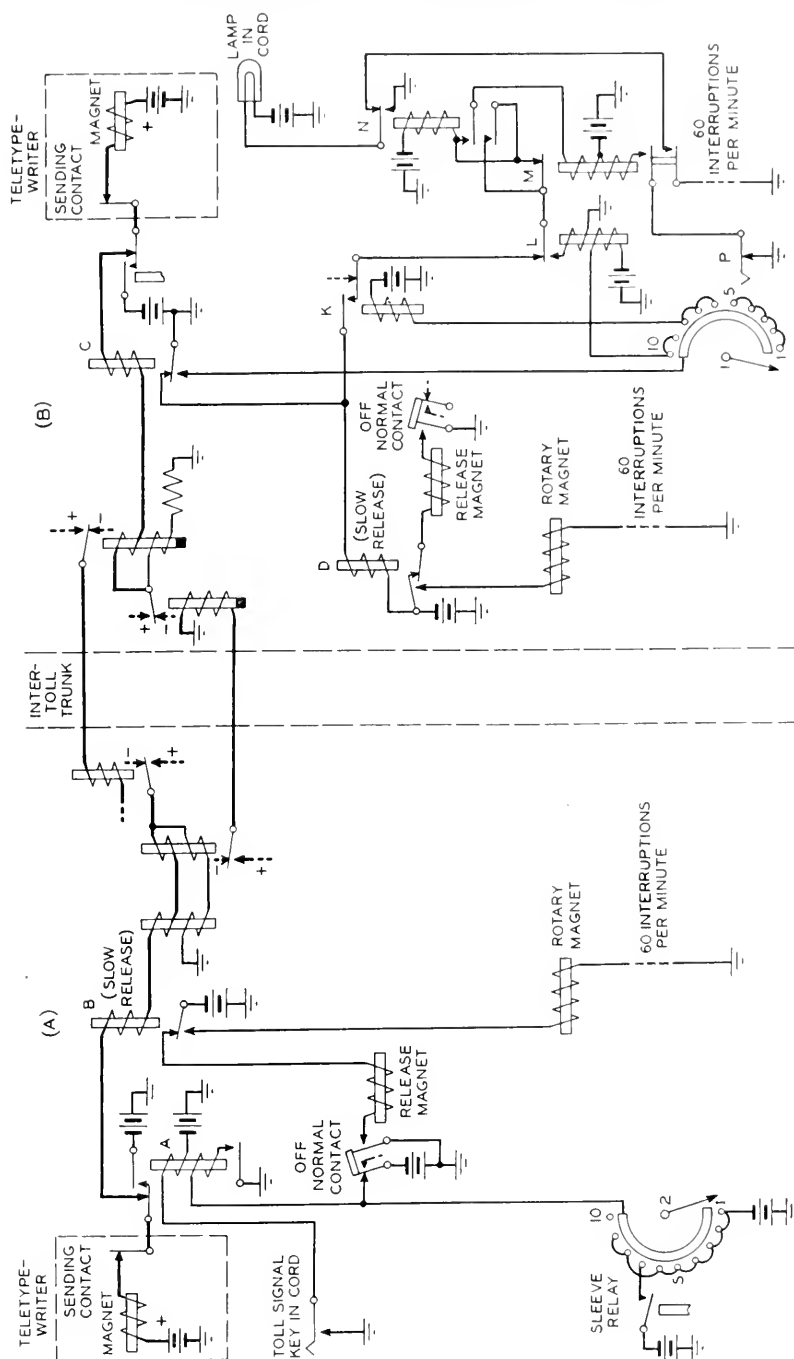 (A)
(B)
TELETYPE-
WRITER
SENDING
CONTACT
MAGNET
+
TOLL SIGNAL
KEY IN CORD
A
B
(SLOW
RELEASE)
OFF
NORMAL
CONTACT
RELEASE
MAGNET
ROTARY
MAGNET
60 INTERRUPTIONS
PER MINUTE
SLEEVE
RELAY
10
5
1
2
-
+
-
+
INTER-
TOLL
TRUNK
+
-
+
-
C
TELETYPE-
WRITER
SENDING
CONTACT
MAGNET
+
LAMP
IN
CORD
D
(SLOW
RELEASE)
OFF
NORMAL
CONTACT
RELEASE
MAGNET
ROTARY
MAGNET
60
INTERRUPTIONS
PER MINUTE
K
L
M
N
P
10
5
1
1
60
INTERRUPTIONS
PER MINUTE